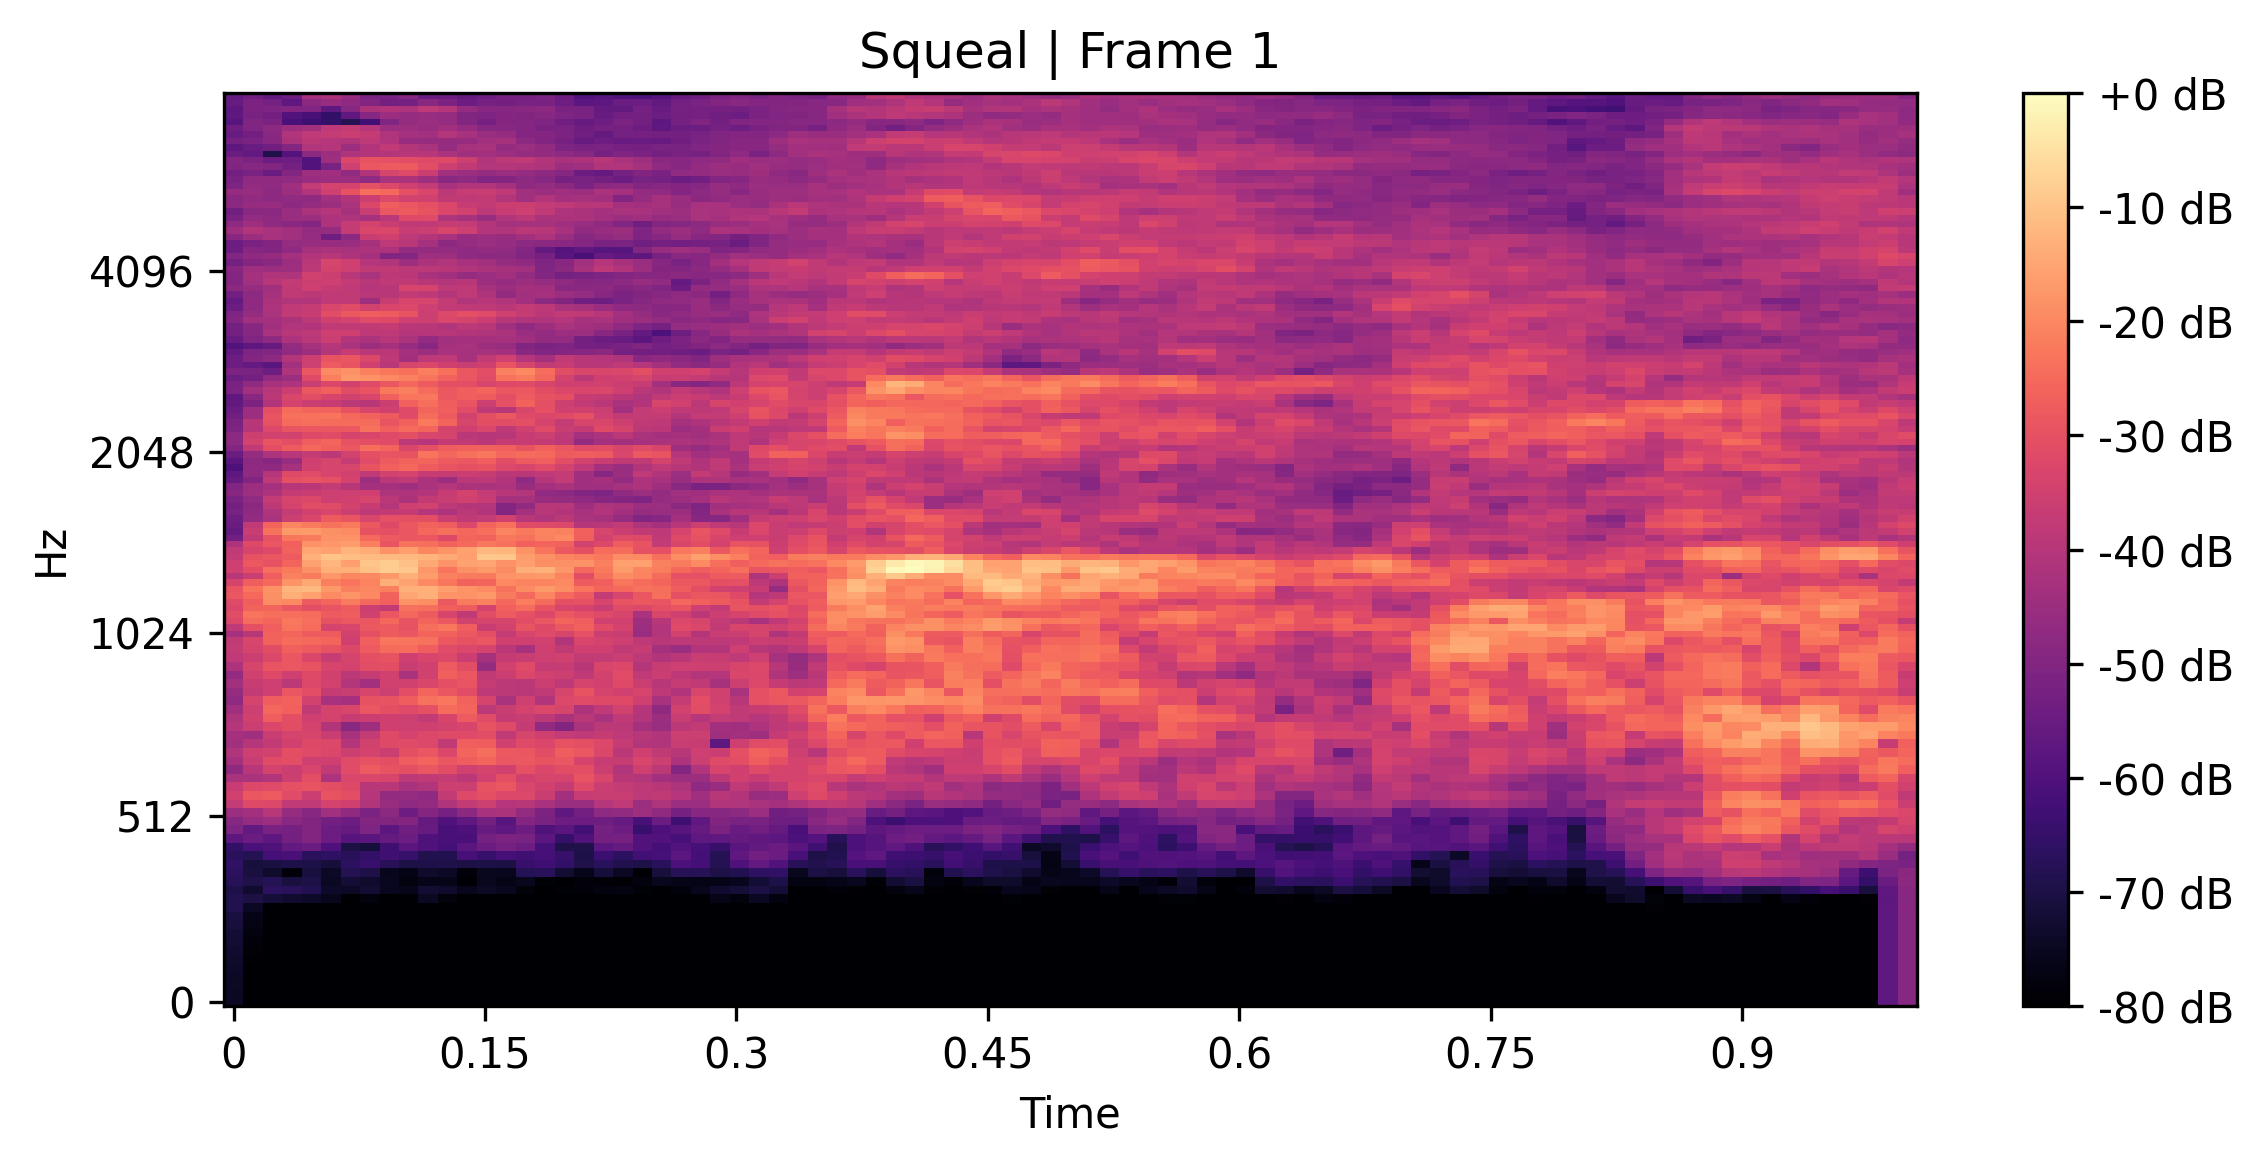 Squeal | Frame 1
Hz
4096
2048
1024
512
0
0 0.15 0.3 0.45 0.6 0.75 0.9
Time
+0 dB
-10 dB
-20 dB
-30 dB
-40 dB
-50 dB
-60 dB
-70 dB
-80 dB